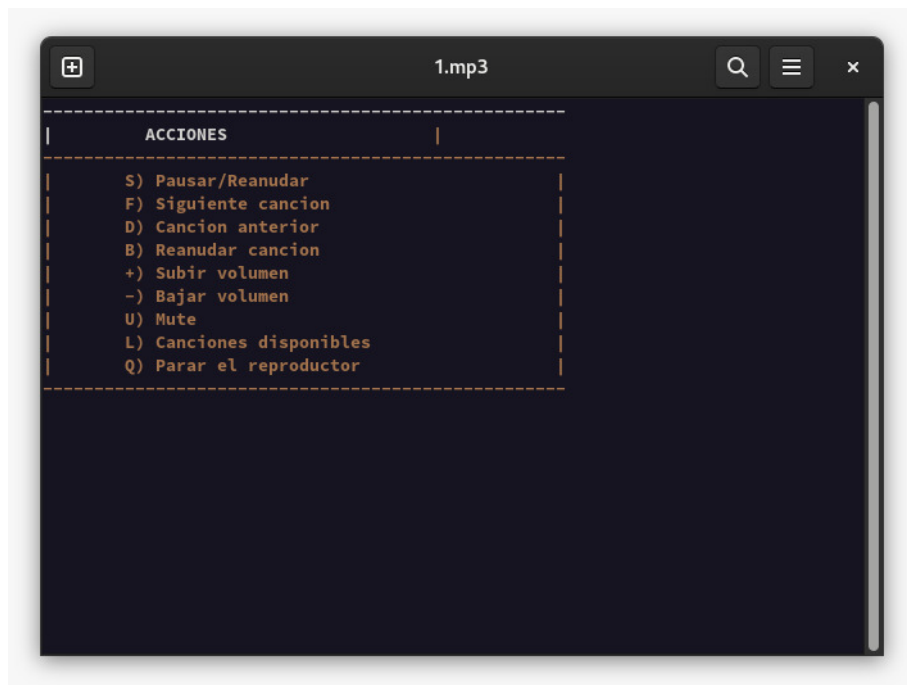 1.mp3
---------------------------------------------------
|         ACCIONES                    |
---------------------------------------------------
|       S) Pausar/Reanudar                        |
|       F) Siguiente cancion                      |
|       D) Cancion anterior                       |
|       B) Reanudar cancion                       |
|       +) Subir volumen                          |
|       -) Bajar volumen                          |
|       U) Mute                                   |
|       L) Canciones disponibles                  |
|       Q) Parar el reproductor                   |
---------------------------------------------------